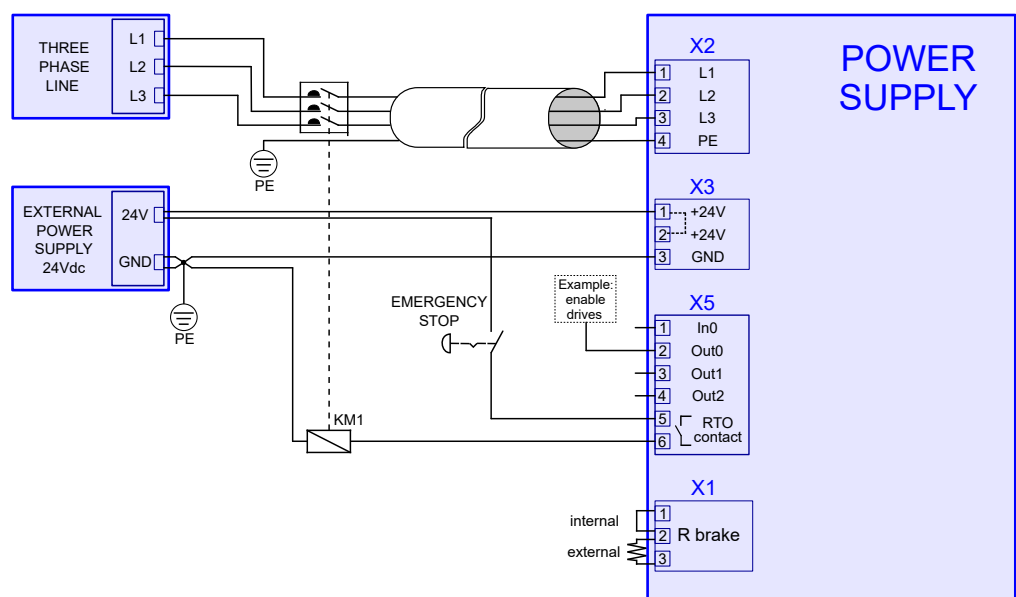 THREE
PHASE
LINE
L1
L2
L3
PE
EXTERNAL
POWER
SUPPLY
24Vdc
24V
GND
PE
EMERGENCY
STOP
KM1
Example:
enable
drives
POWER
SUPPLY
X2
1 L1
2 L2
3 L3
4 PE
X3
1 +24V
2 +24V
3 GND
X5
1 In0
2 Out0
3 Out1
4 Out2
5 RTO
6 contact
X1
internal
external
1
2 R brake
3